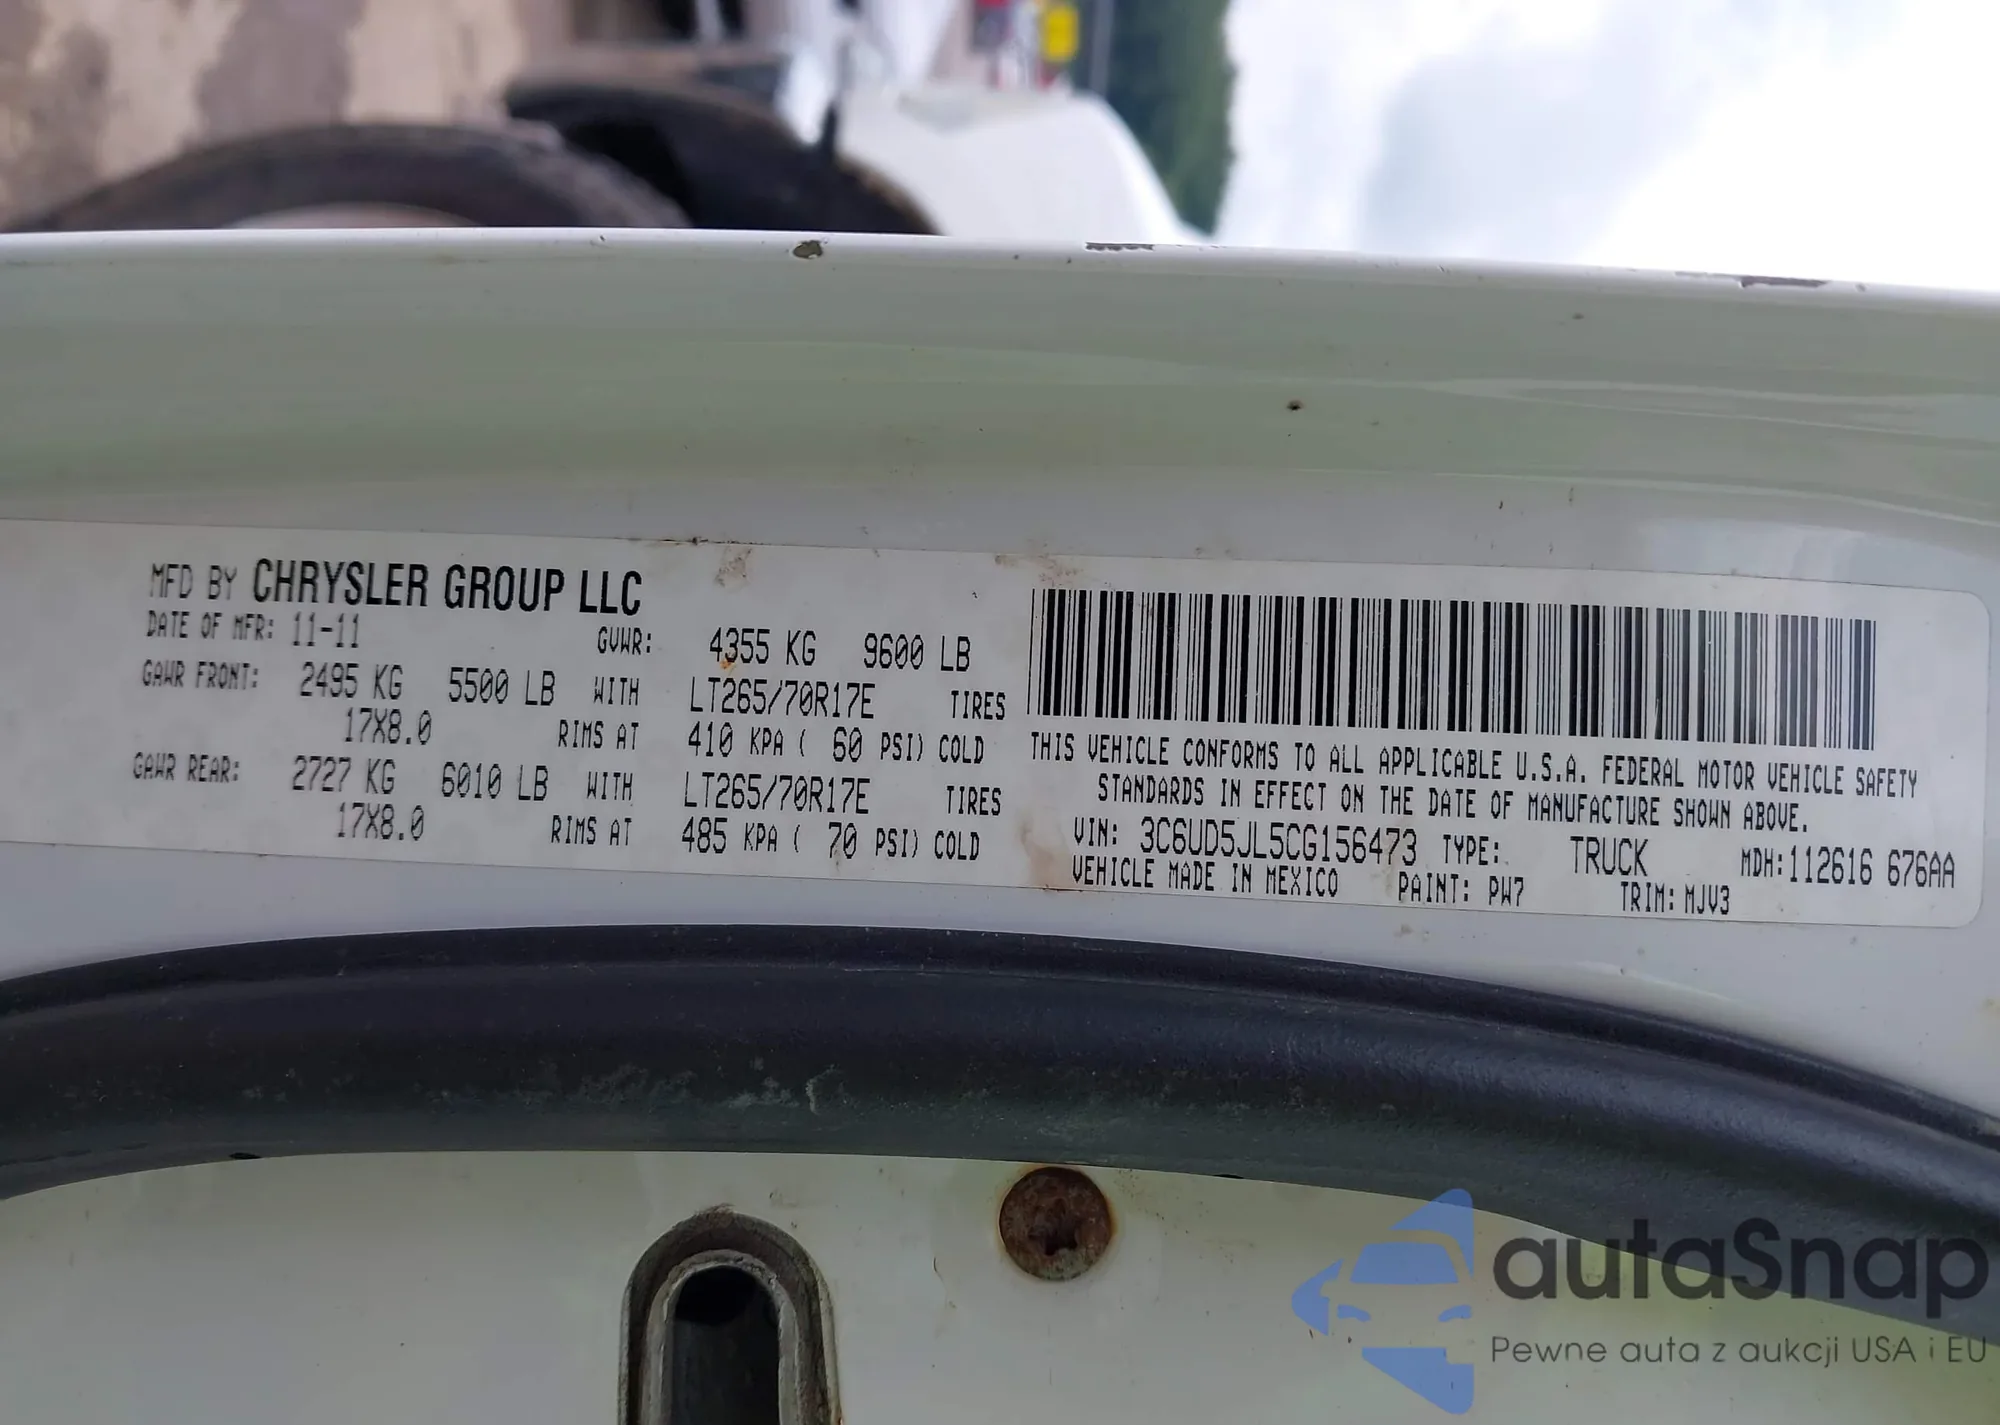 MFD BY CHRYSLER GROUP LLC
DATE OF MFR: 11-11 GVWR: 4355 KG 9600 LB
GAWR FRONT: 2495 KG 5500 LB WITH LT265/70R17E TIRES
17X8.0 RIMS AT 410 KPA ( 60 PSI) COLD
GAWR REAR: 2727 KG 6010 LB WITH LT265/70R17E TIRES
17X8.0 RIMS AT 485 KPA ( 70 PSI) COLD
THIS VEHICLE CONFORMS TO ALL APPLICABLE U.S.A. FEDERAL MOTOR VEHICLE SAFETY
STANDARDS IN EFFECT ON THE DATE OF MANUFACTURE SHOWN ABOVE.
VIN: 3C6UD5JL5CG156473 TYPE: TRUCK MDH: 112616 676AA
VEHICLE MADE IN MEXICO PAINT: PW7 TRIM: MJV3
autaSnap
Pewne auta z aukcji USA i EU